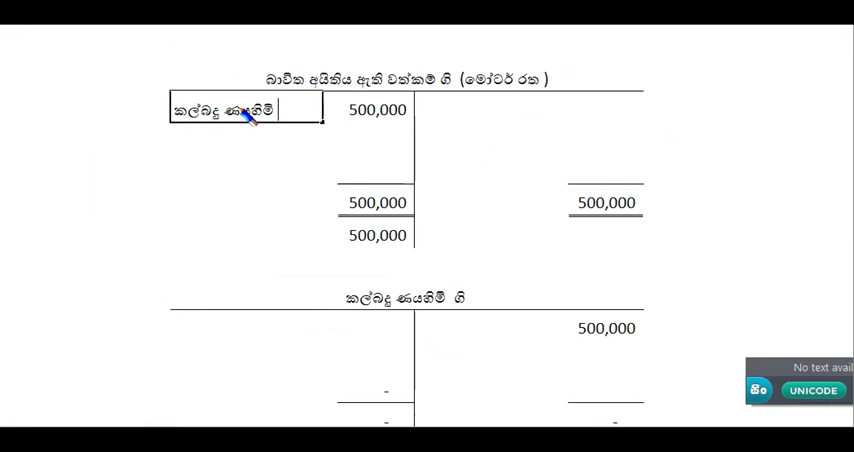 බාවිත අයිතිය ඇති වත්කම් ගි (මෝටර් රත )
කල්බදු ණයහිමි 500,000
500,000 500,000
500,000
කල්බදු ණයහිමි ගි
500,000
-
- -
No text avail
සිං UNICODE